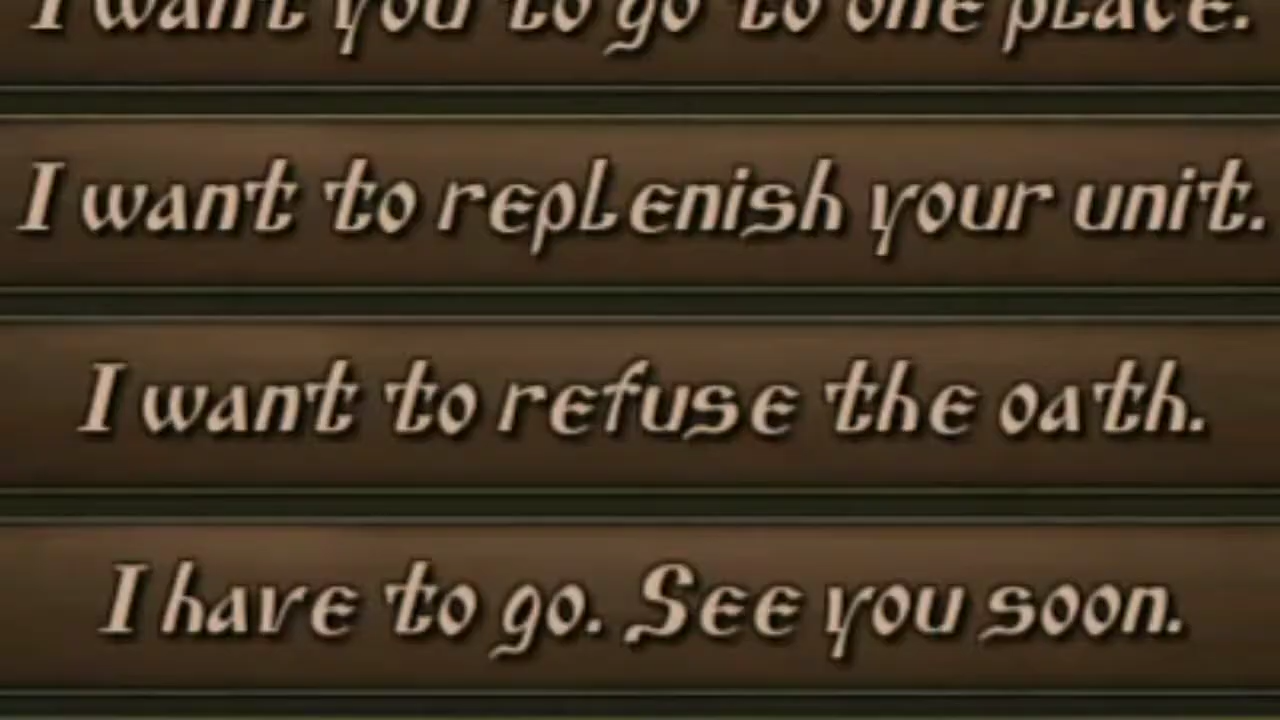 I want you to go to one place.
I want to replenish your unit.
I want to refuse the oath.
I have to go. See you soon.